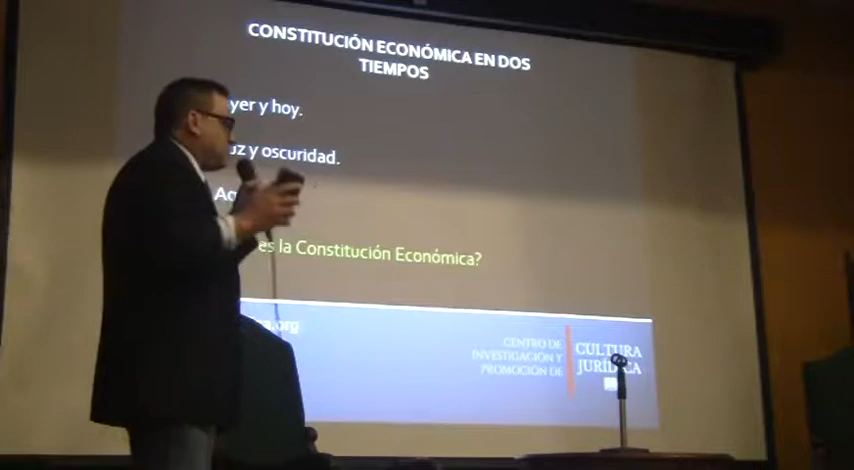 CONSTITUCIÓN ECONÓMICA EN DOS
TIEMPOS
yer y hoy.
uz y oscuridad.
es la Constitución Económica?
.org
CENTRO DE
INVESTIGACIÓN Y
PROMOCIÓN DE
CULTURA
JURÍDICA